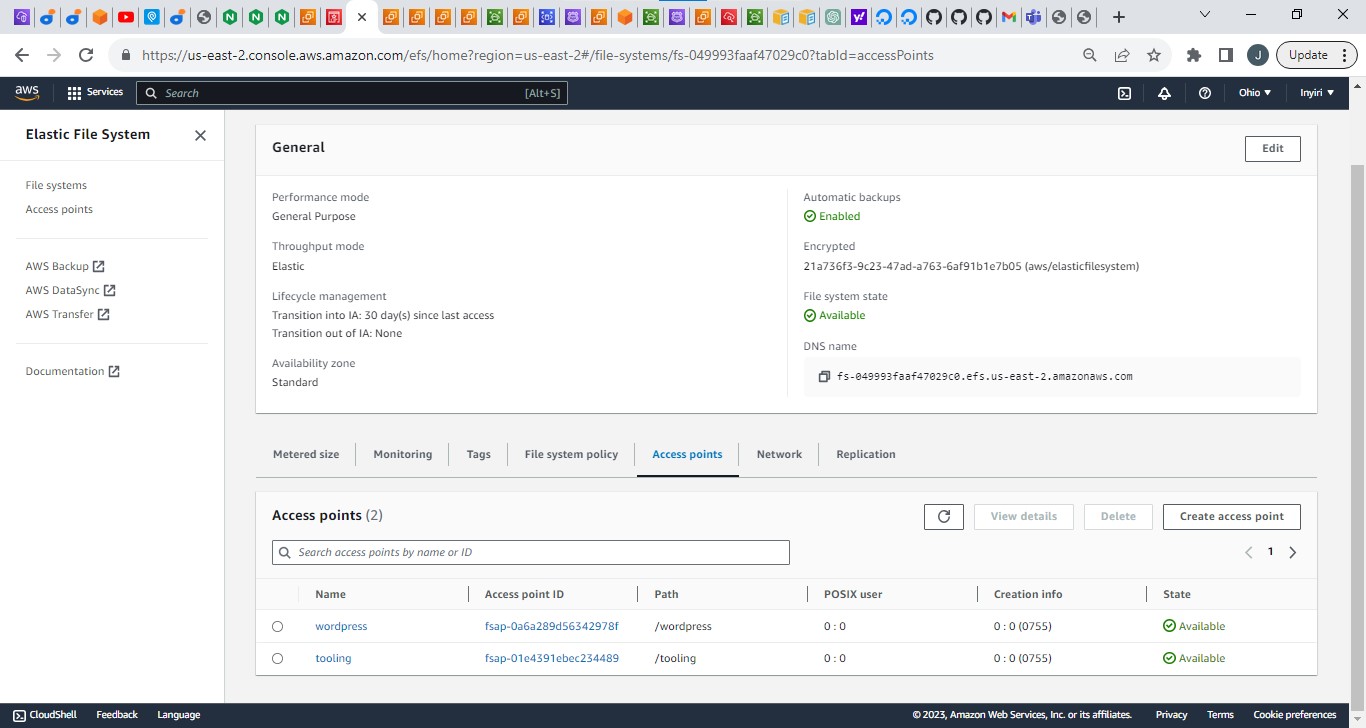 https://us-east-2.console.aws.amazon.com/efs/home?region=us-east-2#/file-systems/fs-049993faaf47029c0?tabId=accessPoints
J
Update
aws
Services
Search
[Alt+S]
Ohio
Inyiri
Elastic File System
File systems
Access points
AWS Backup
AWS DataSync
AWS Transfer
Documentation
General
Edit
Performance mode
General Purpose
Throughput mode
Elastic
Lifecycle management
Transition into IA: 30 day(s) since last access
Transition out of IA: None
Availability zone
Standard
Automatic backups
Enabled
Encrypted
21a736f3-9c23-47ad-a763-6af91b1e7b05 (aws/elasticfilesystem)
File system state
Available
DNS name
fs-049993faaf47029c0.efs.us-east-2.amazonaws.com
Metered size
Monitoring
Tags
File system policy
Access points
Network
Replication
Access points (2)
View details
Delete
Create access point
Search access points by name or ID
1
Name Access point ID Path POSIX user Creation info State
wordpress fsap-0a6a289d56342978f /wordpress 0 : 0 0 : 0 (0755) Available
tooling fsap-01e4391ebec234489 /tooling 0 : 0 0 : 0 (0755) Available
CloudShell
Feedback
Language
© 2023, Amazon Web Services, Inc. or its affiliates.
Privacy
Terms
Cookie preferences